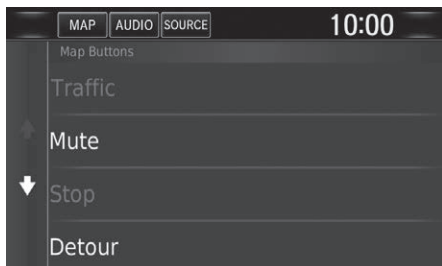 MAP AUDIO SOURCE 10:00
Map Buttons
Traffic
Mute
Stop
Detour